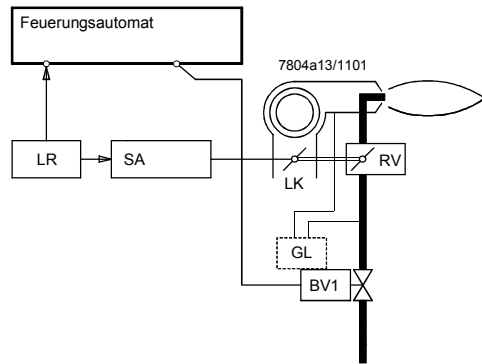 Feuerungsautomat
7804a13/1101
LR
SA
LK
RV
GL
BV1